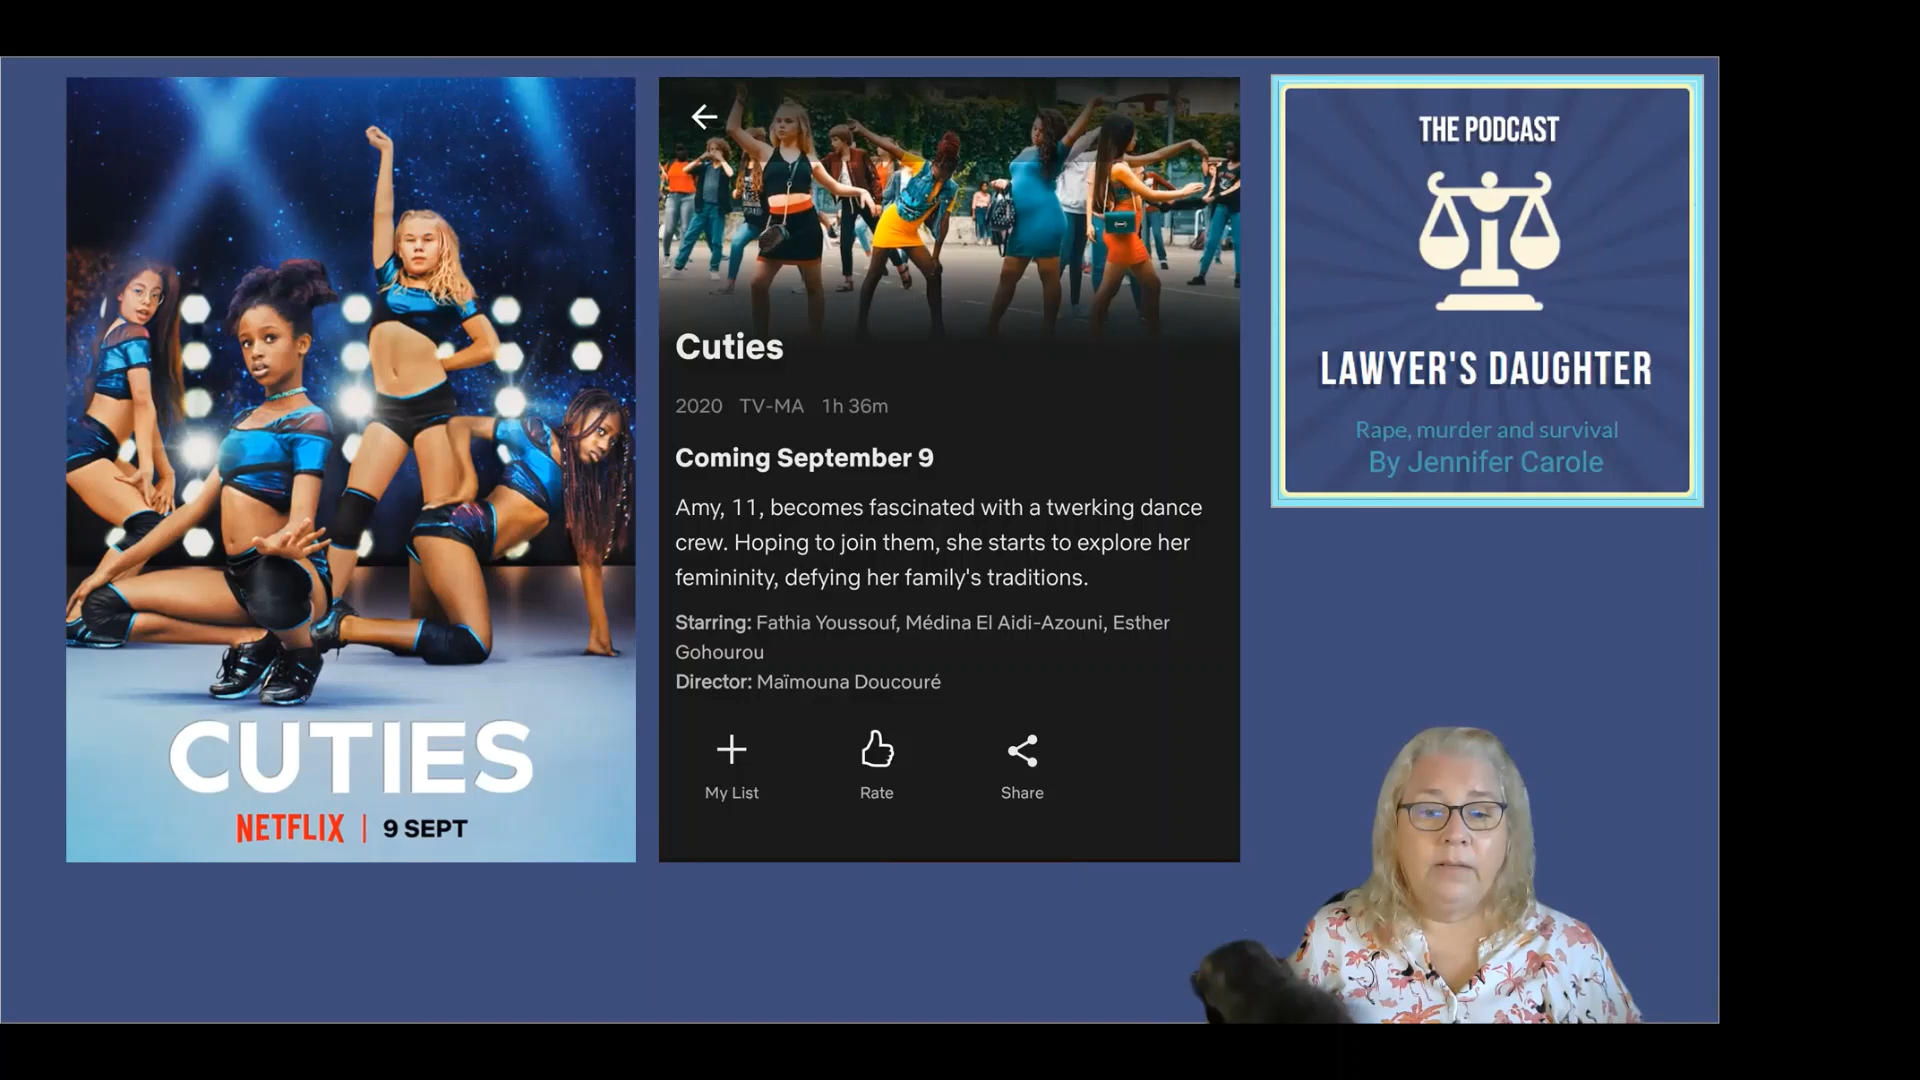 CUTIES
NETFLIX | 9 SEPT
Cuties
2020 TV-MA 1h 36m
Coming September 9
Amy, 11, becomes fascinated with a twerking dance
crew. Hoping to join them, she starts to explore her
femininity, defying her family's traditions.
Starring: Fathia Youssouf, Médina El Aidi-Azouni, Esther
Gohourou
Director: Maïmouna Doucouré
My List
Rate
Share
THE PODCAST
LAWYER'S DAUGHTER
Rape, murder and survival
By Jennifer Carole